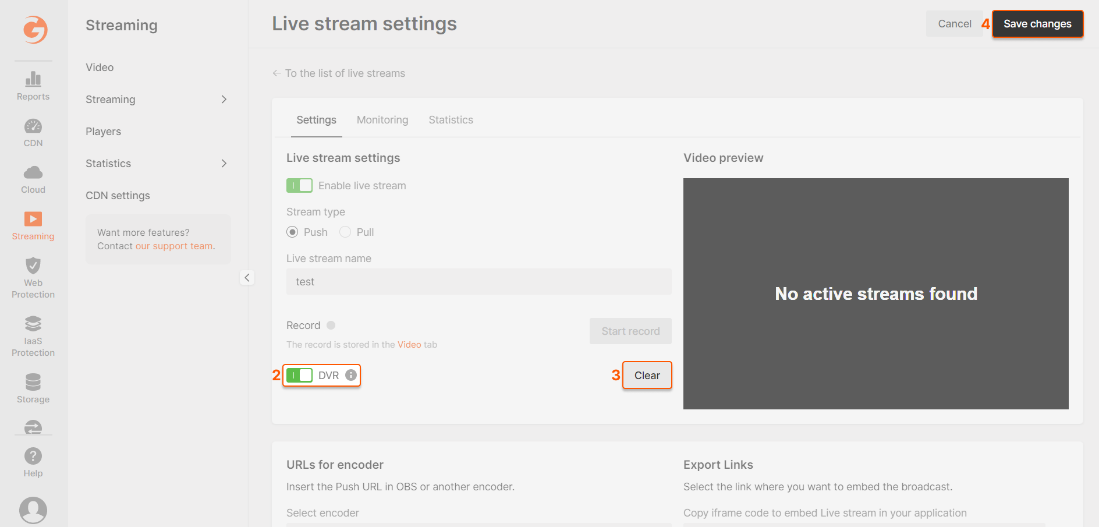 Streaming
Live stream settings
Cancel
4
Save changes
Reports
CDN
Cloud
Streaming
Web
Protection
IaaS
Protection
Storage
Help
Video
Streaming
Players
Statistics
CDN settings
Want more features?
Contact our support team.
← To the list of live streams
Settings
Monitoring
Statistics
Live stream settings
Enable live stream
Stream type
Push
Pull
Live stream name
test
Record
Start record
The record is stored in the Video tab
2
DVR
3
Clear
Video preview
No active streams found
URLs for encoder
Insert the Push URL in OBS or another encoder.
Select encoder
Export Links
Select the link where you want to embed the broadcast.
Copy iframe code to embed Live stream in your application